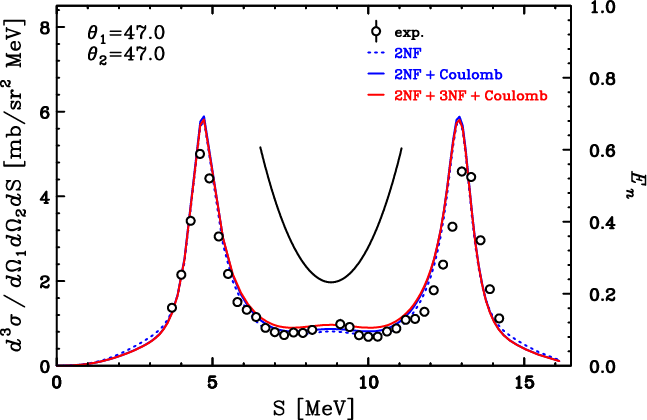 θ1=47.0
θ2=47.0
exp.
2NF
2NF + Coulomb
2NF + 3NF + Coulomb
d³σ / dΩ1dΩ2dS [mb/sr² MeV]
8
6
4
2
0
1.0
0.8
0.6
0.4
0.2
0.0
En
0 5 10 15
S [MeV]